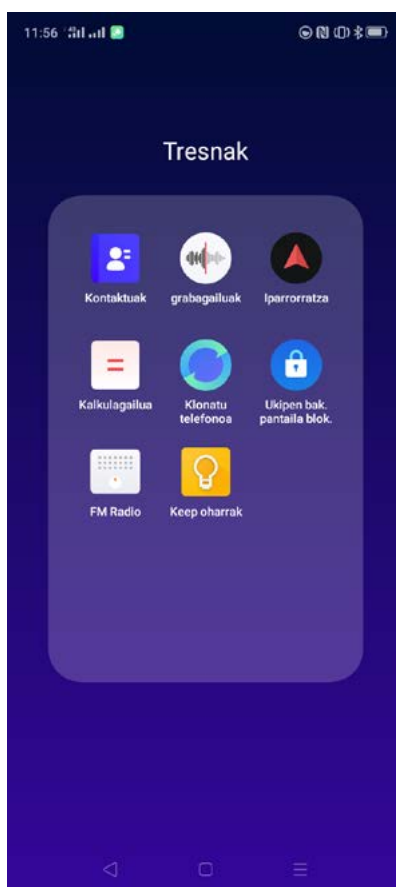 11:56
Tresnak
Kontaktuak
grabagailuak
Iparrorratza
Kalkulagailua
Klonatu
telefonoa
Ukipen bak.
pantaila blok.
FM Radio
Keep oharrak